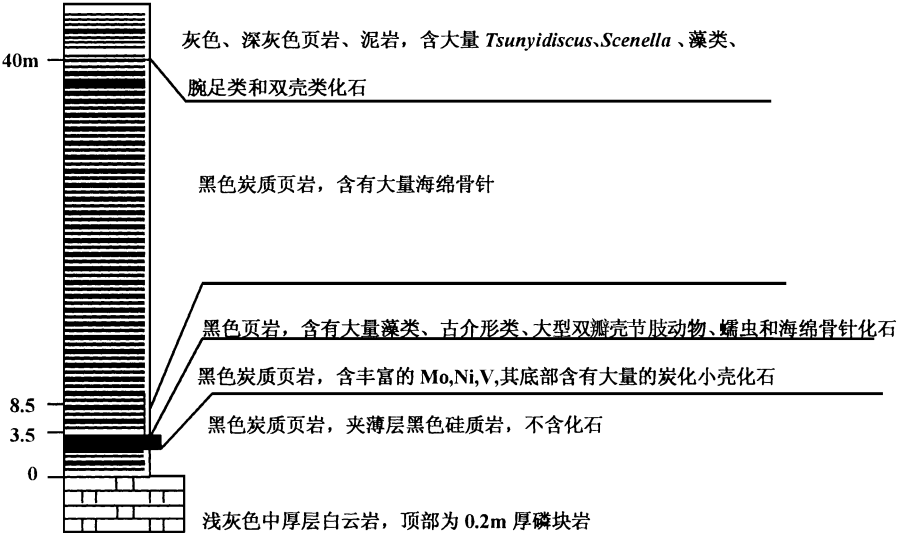 灰色、深灰色页岩、泥岩，含大量 Tsunyidiscus、Scenella 、藻类、
40m
腕足类和双壳类化石
黑色炭质页岩，含有大量海绵骨针
黑色页岩，含有大量藻类、古介形类、大型双瓣壳节肢动物、蠕虫和海绵骨针化石
黑色炭质页岩，含丰富的 Mo,Ni,V,其底部含有大量的炭化小壳化石
8.5
黑色炭质页岩，夹薄层黑色硅质岩，不含化石
3.5
0
浅灰色中厚层白云岩，顶部为 0.2m 厚磷块岩